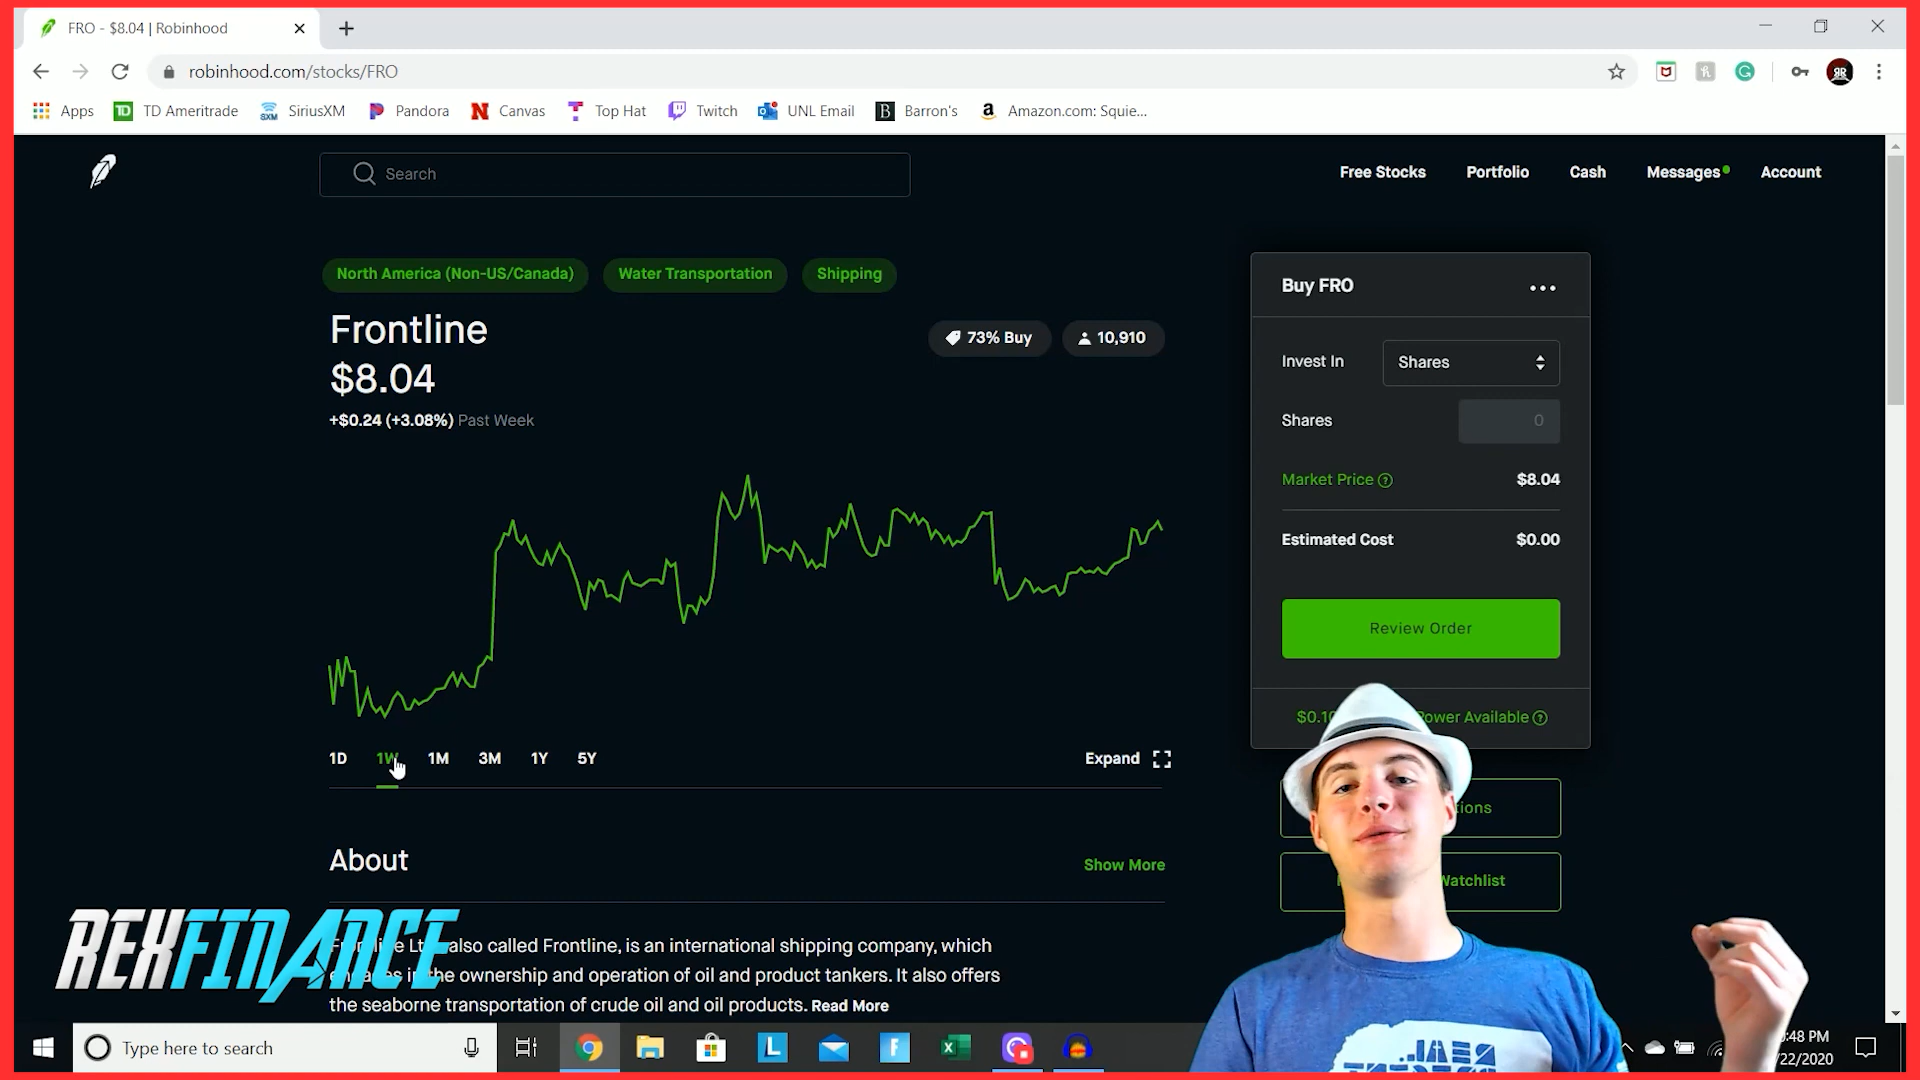 FRO - $8.04 | Robinhood
robinhood.com/stocks/FRO
Apps TD Ameritrade SiriusXM Pandora Canvas Top Hat Twitch UNL Email Barron's Amazon.com: Squie...
Search
Free Stocks Portfolio Cash Messages Account
North America (Non-US/Canada) Water Transportation Shipping
Frontline
$8.04
+$0.24 (+3.08%) Past Week
73% Buy 10,910
1D 1W 1M 3M 1Y 5Y
Expand
About
Show More
also called Frontline, is an international shipping company, which
in the ownership and operation of oil and product tankers. It also offers
the seaborne transportation of crude oil and oil products. Read More
Buy FRO
Invest In Shares
Shares 0
Market Price $8.04
Estimated Cost $0.00
Review Order
Power Available
Watchlist
REXFINANCE
Type here to search
:48 PM
/22/2020